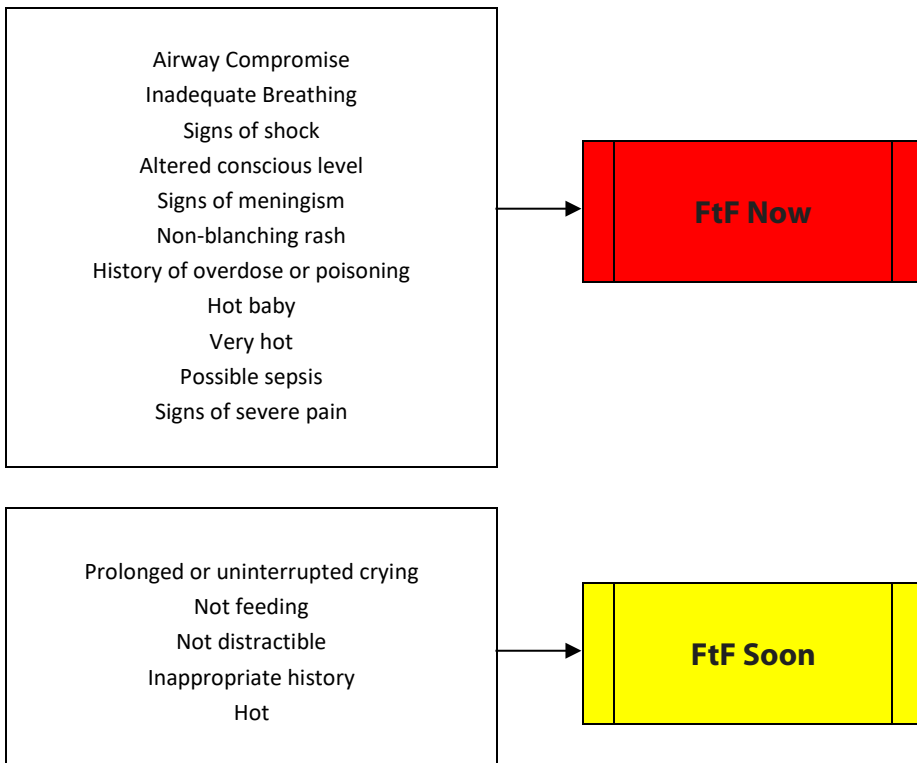 Airway Compromise
Inadequate Breathing
Signs of shock
Altered conscious level
Signs of meningism
Non-blanching rash
History of overdose or poisoning
Hot baby
Very hot
Possible sepsis
Signs of severe pain
FtF Now
Prolonged or uninterrupted crying
Not feeding
Not distractible
Inappropriate history
Hot
FtF Soon